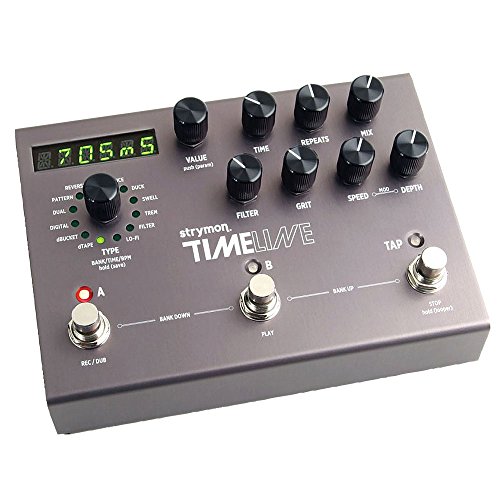 705mS
VALUE
push (param)
TIME
REPEATS
MIX
FILTER
GRIT
SPEED
MOD
DEPTH
REVERSE
DUCK
PATTERN
SWELL
DUAL
TREM
DIGITAL
FILTER
dBUCKET
LO-FI
dTAPE
TYPE
BANK/TIME/BPM
hold (save)
strymon.
TIMELINE
A
B
TAP
BANK DOWN
BANK UP
REC / DUB
PLAY
STOP
hold (looper)